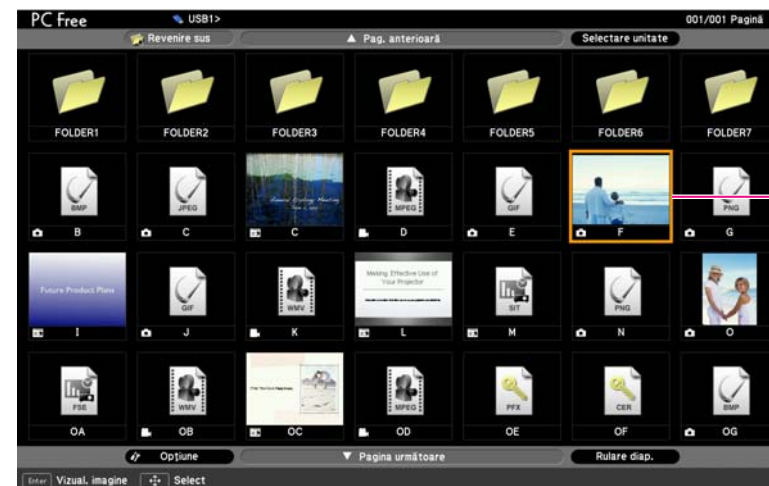 PC Free USB1> 001/001 Pagină
Revenire sus ▲ Pag. anterioară Selectare unitate
FOLDER1 FOLDER2 FOLDER3 FOLDER4 FOLDER5 FOLDER6 FOLDER7
BMP JPEG MPEG GIF PNG
B C C D E F G
Future Product Plans GIF WMV Making Effective Use of
Your Projector SIT PNG
I J K L M N O
FSE WMV MPEG PFX CER BMP
OA OB OC OD OE OF OG
Opțiune ▼ Pagina următoare Rulare diap.
Enter Vizual. imagine Select